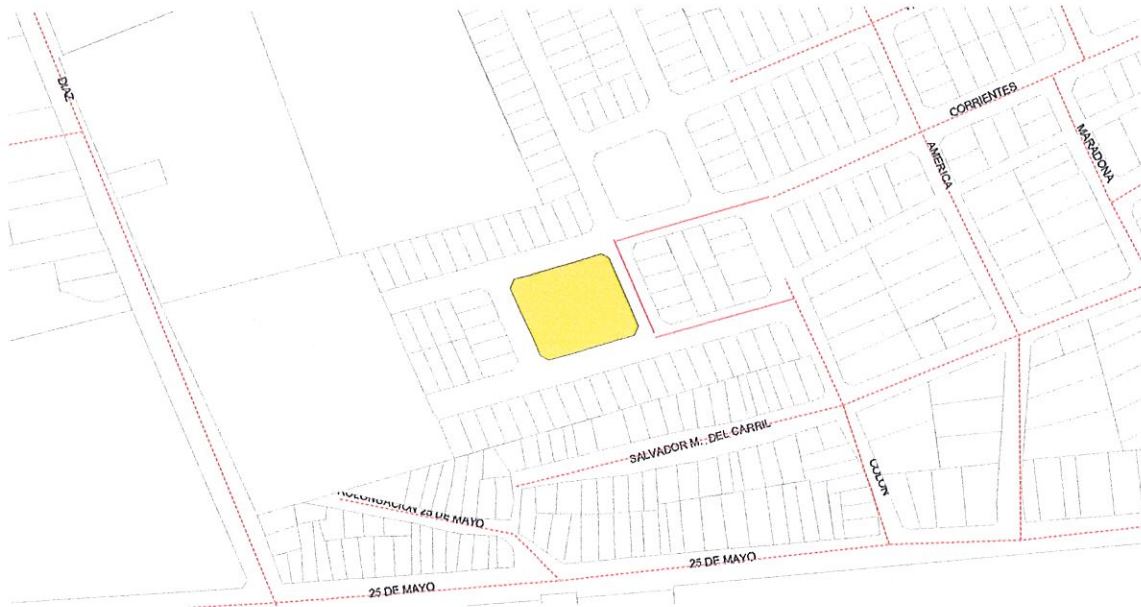 DIAZ
CORRIENTES
MARADONA
AMERICA
SALVADOR M. DEL CARRIL
COLON
25 DE MAYO
25 DE MAYO
25 DE MAYO